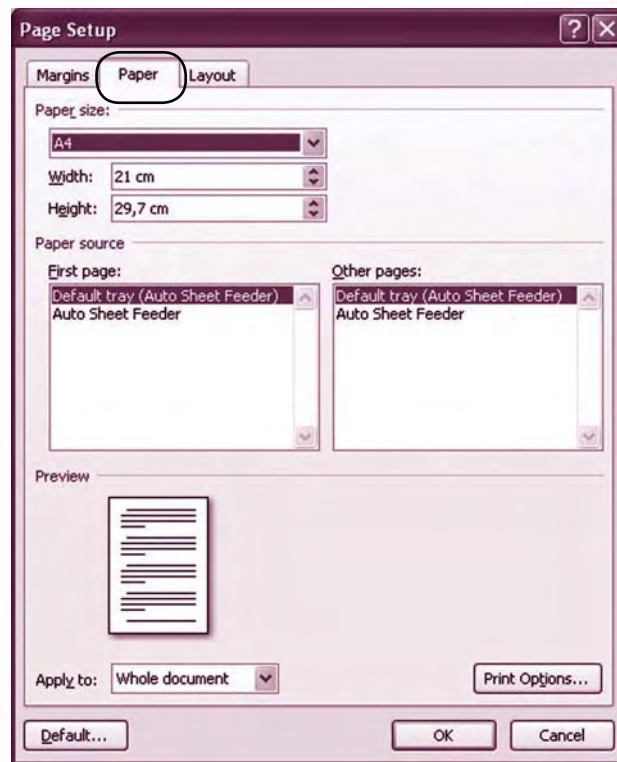 Page Setup
Margins Paper Layout
Paper size:
A4
Width: 21 cm
Height: 29,7 cm
Paper source
First page: Other pages:
Default tray (Auto Sheet Feeder) Default tray (Auto Sheet Feeder)
Auto Sheet Feeder Auto Sheet Feeder
Preview
Apply to: Whole document Print Options...
Default... OK Cancel